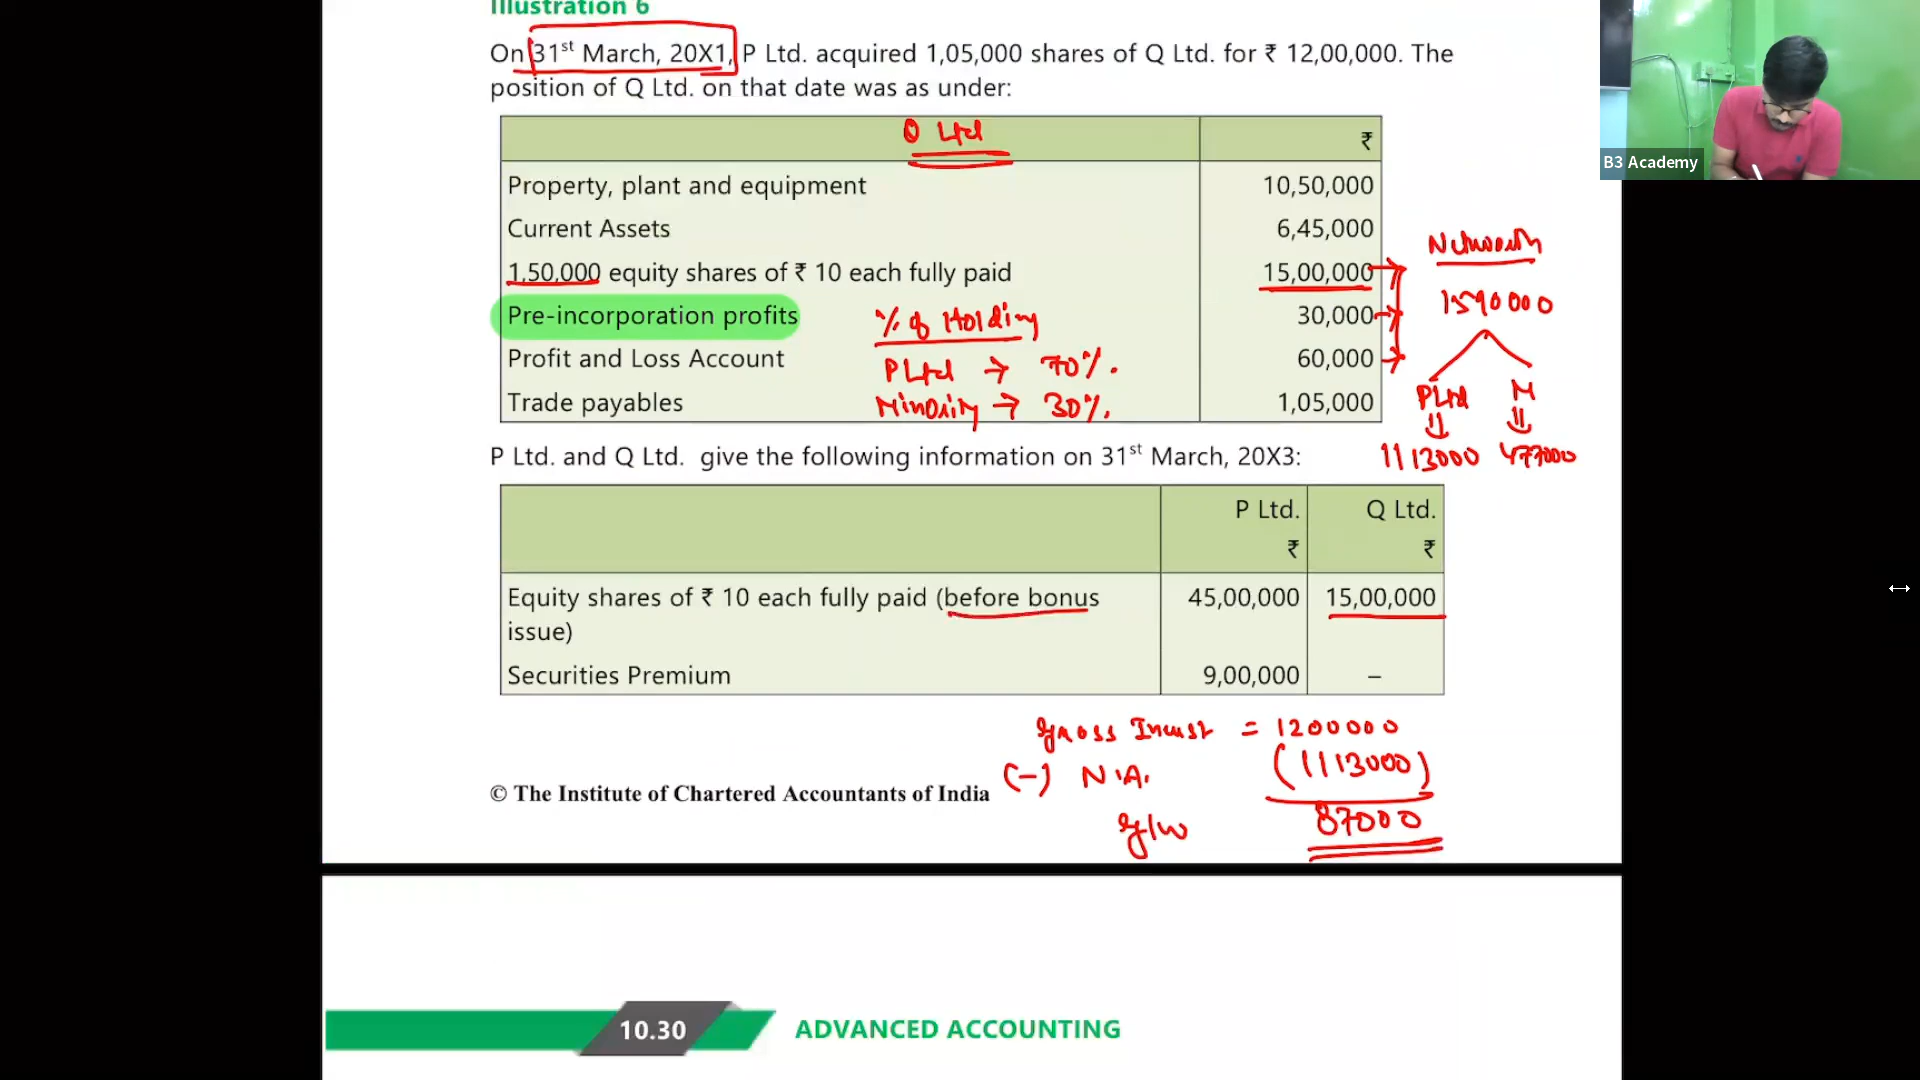 Illustration 6
On 31st March, 20X1, P Ltd. acquired 1,05,000 shares of Q Ltd. for ₹ 12,00,000. The
position of Q Ltd. on that date was as under:
Q Ltd
₹
Property, plant and equipment 10,50,000
Current Assets 6,45,000
1,50,000 equity shares of ₹ 10 each fully paid 15,00,000
Pre-incorporation profits 30,000
Profit and Loss Account 60,000
Trade payables 1,05,000
% of Holding
P Ltd → 70%.
Minority → 30%.
Networth
1590000
P Ltd M
1113000 477000
P Ltd. and Q Ltd. give the following information on 31st March, 20X3:
P Ltd. Q Ltd.
₹ ₹
Equity shares of ₹ 10 each fully paid (before bonus 45,00,000 15,00,000
issue)
Securities Premium 9,00,000 –
Gross Invest = 1200000
(-) N.A. (1113000)
G/w 87000
© The Institute of Chartered Accountants of India
10.30 ADVANCED ACCOUNTING
B3 Academy